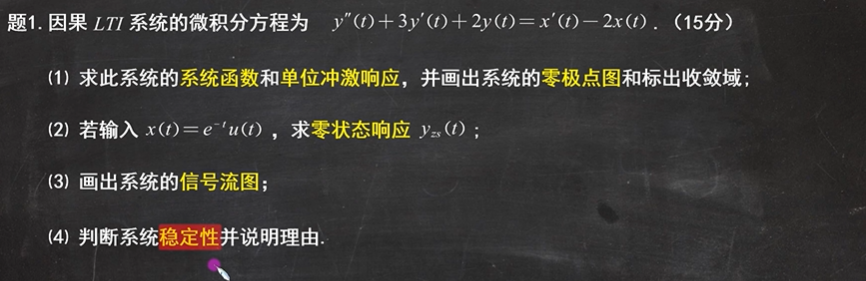 题1. 因果 LTI 系统的微积分方程为 y″(t)+3y′(t)+2y(t)=x′(t)−2x(t). (15分)
(1) 求此系统的系统函数和单位冲激响应,并画出系统的零极点图和标出收敛域;
(2) 若输入 x(t)=e⁻ᵗu(t) ,求零状态响应 y_zs(t) ;
(3) 画出系统的信号流图;
(4) 判断系统稳定性并说明理由.